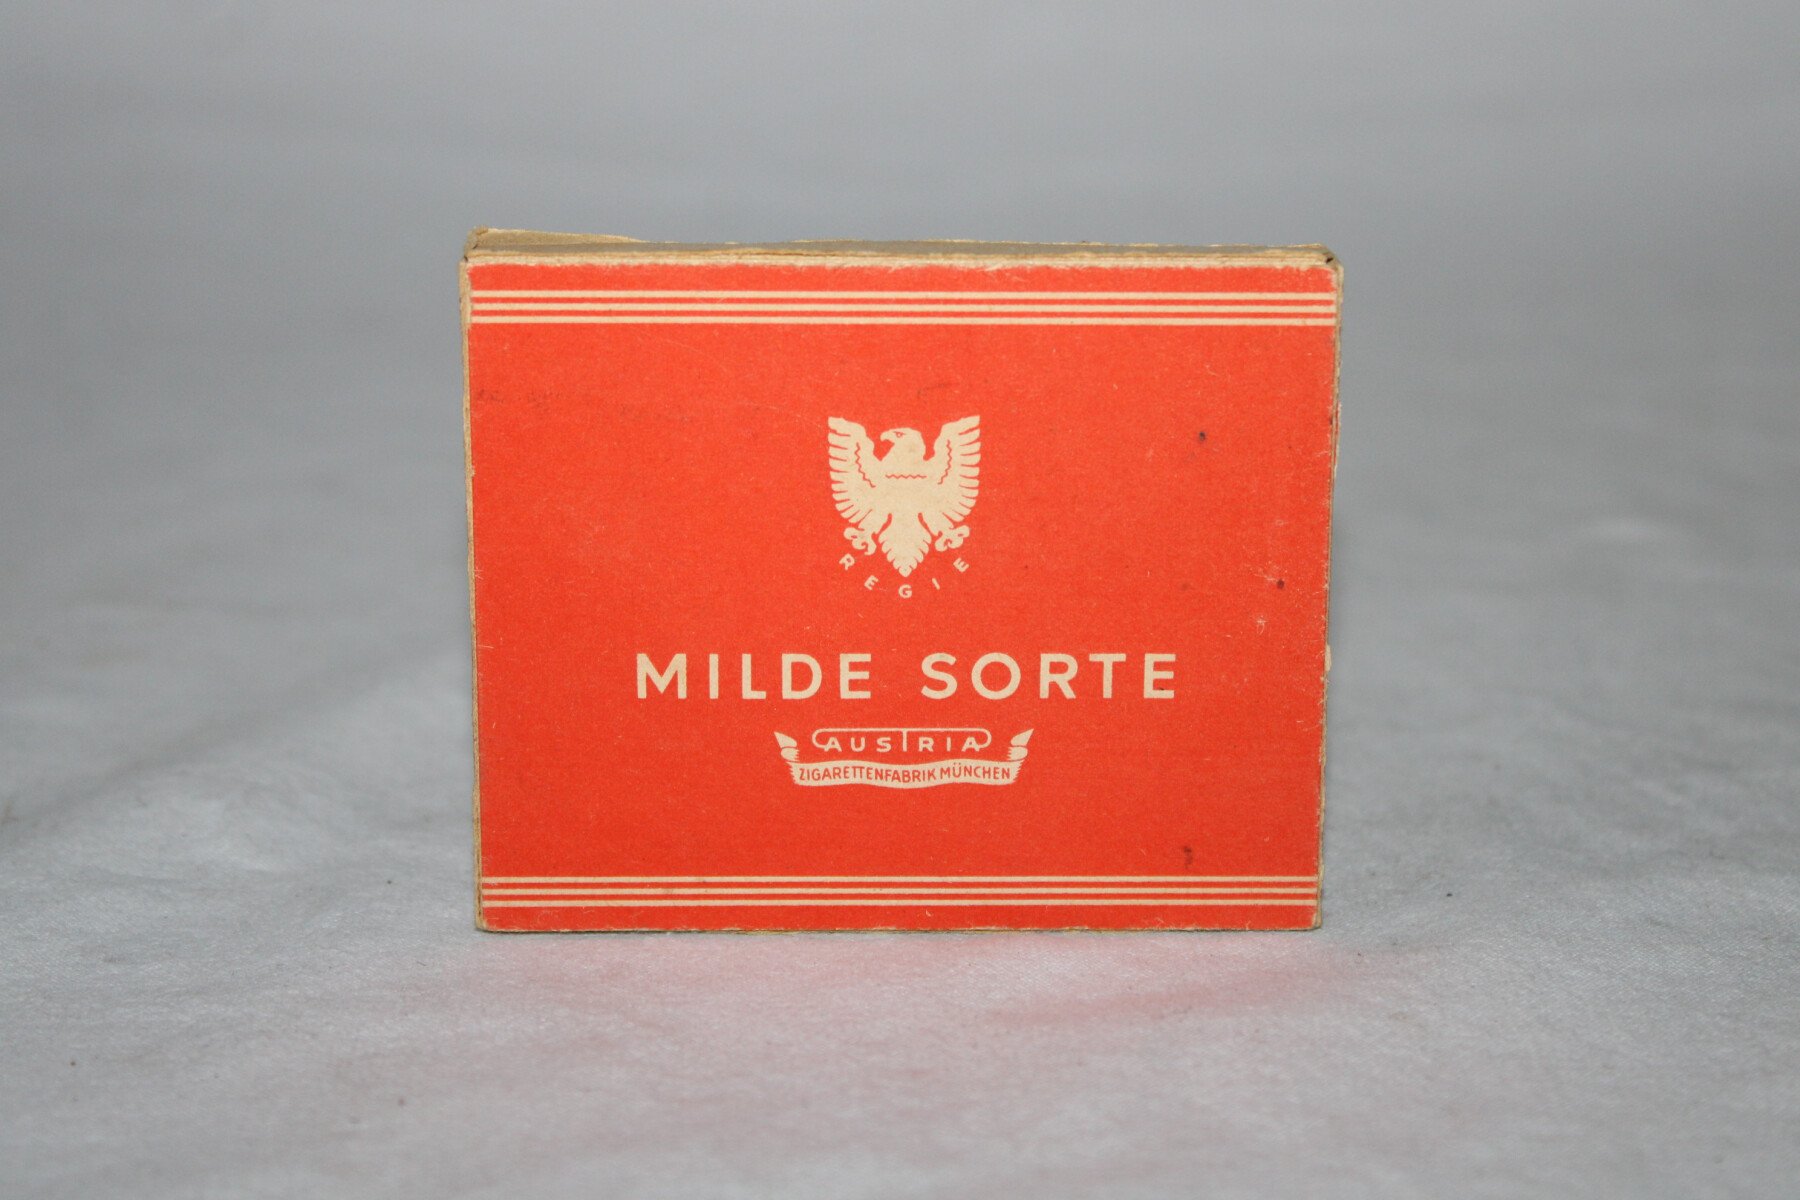 REGIE
MILDE SORTE
AUSTRIA
ZIGARETTENFABRIK MÜNCHEN